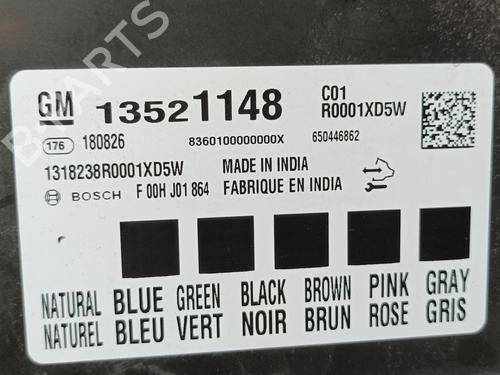 GM 13521148 C01
R0001XD5W
176 180826 8360100000000X 650446862
1318238R0001XD5W MADE IN INDIA
BOSCH F 00H J01 864 FABRIQUE EN INDIA
NATURAL BLUE GREEN BLACK BROWN PINK GRAY
NATUREL BLEU VERT NOIR BRUN ROSE GRIS